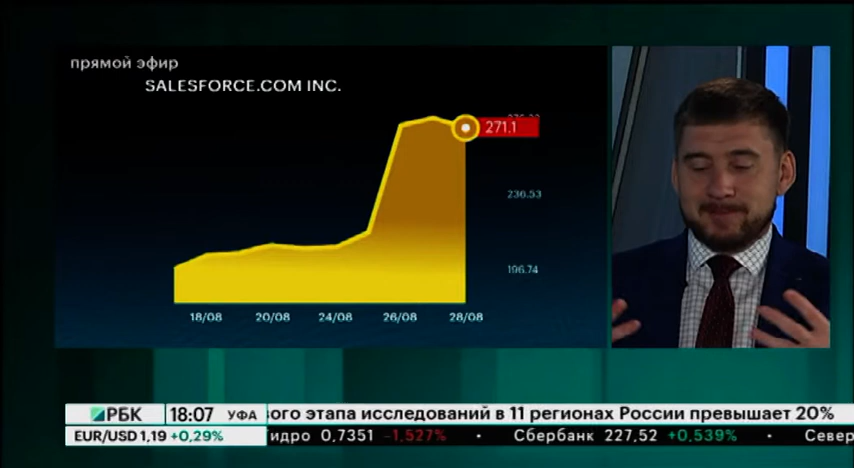 прямой эфир
SALESFORCE.COM INC.
271.1
236.53
196.74
18/08 20/08 24/08 26/08 28/08
РБК 18:07 УФА ого этапа исследований в 11 регионах России превышает 20%
EUR/USD 1,19 +0,29% идро 0,7351 -1,527% • Сбербанк 227,52 +0,539% • Север